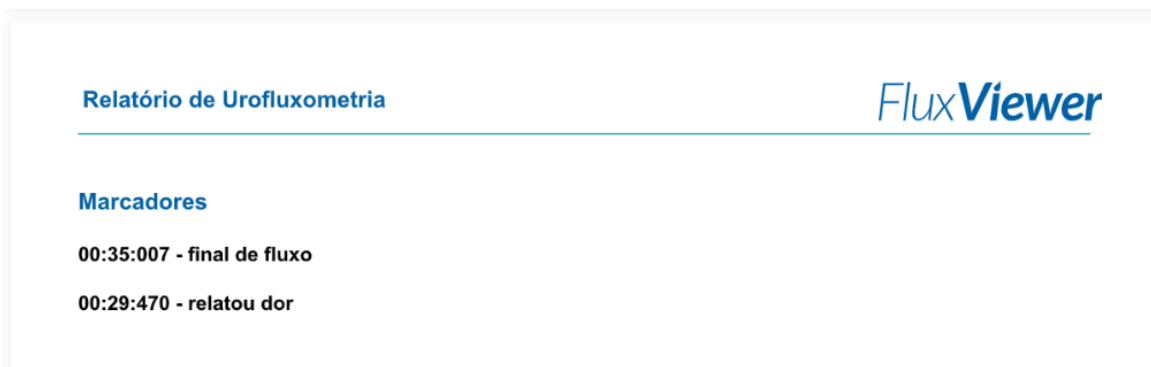 Relatório de Urofluxometria
FluxViewer
Marcadores
00:35:007 - final de fluxo
00:29:470 - relatou dor